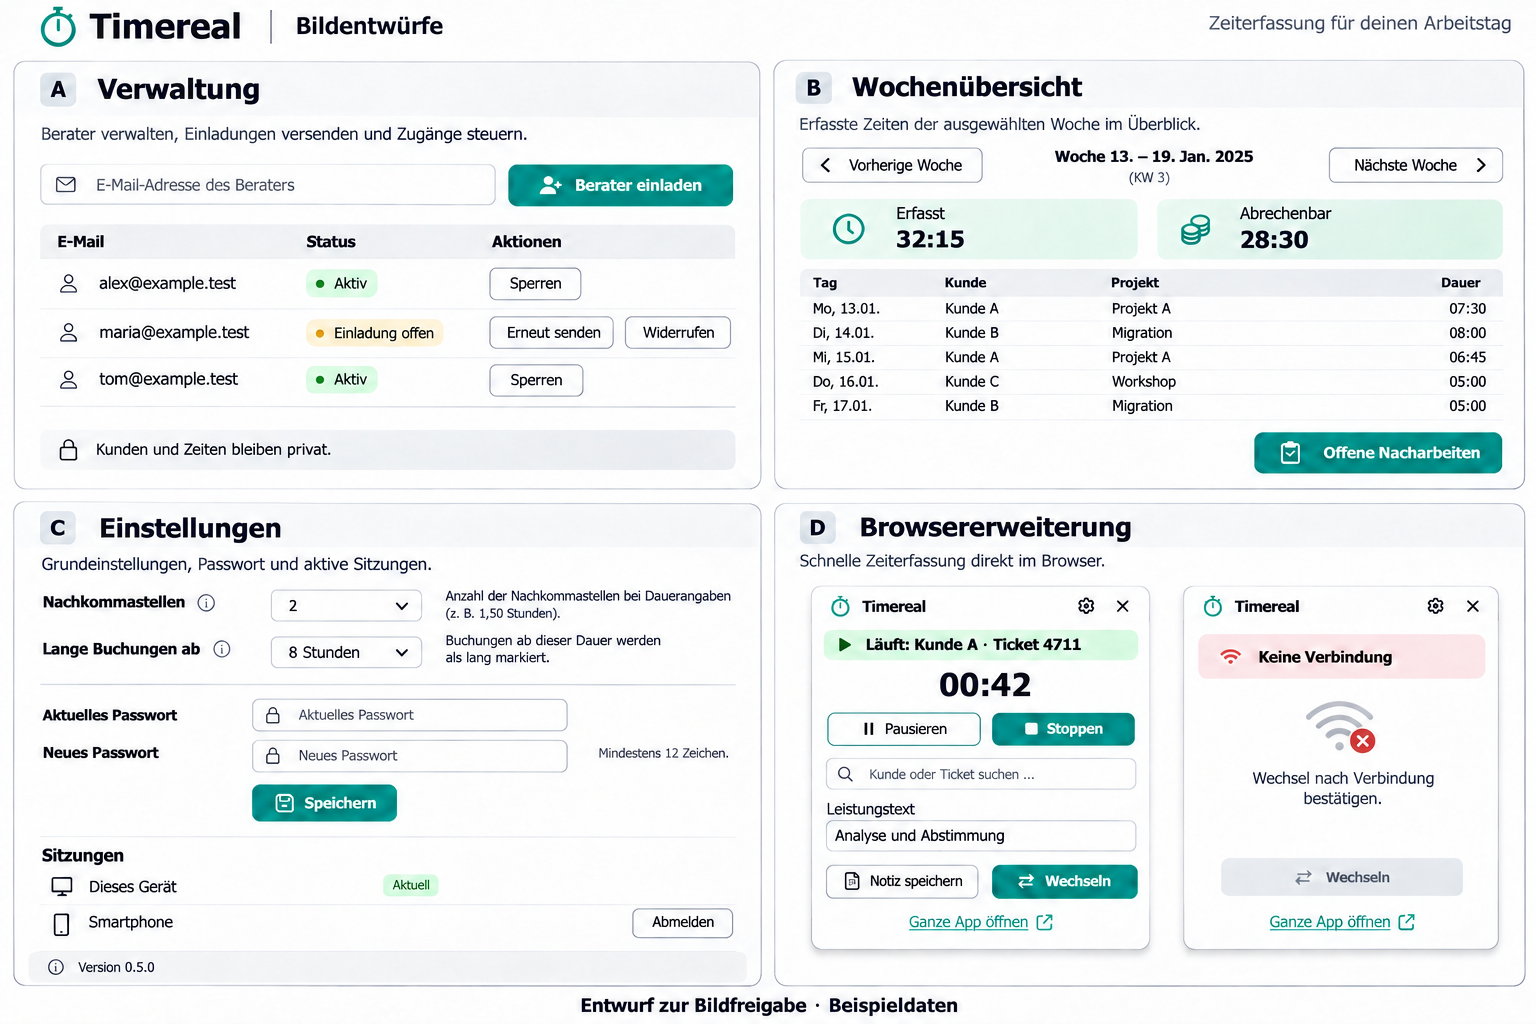 Timereal
Bildentwürfe
Zeiterfassung für deinen Arbeitstag
A Verwaltung
Berater verwalten, Einladungen versenden und Zugänge steuern.
E-Mail-Adresse des Beraters
Berater einladen
E-Mail Status Aktionen
alex@example.test Aktiv Sperren
maria@example.test Einladung offen Erneut senden Widerrufen
tom@example.test Aktiv Sperren
Kunden und Zeiten bleiben privat.
B Wochenübersicht
Erfasste Zeiten der ausgewählten Woche im Überblick.
Vorherige Woche
Woche 13. – 19. Jan. 2025
(KW 3)
Nächste Woche
Erfasst
32:15
Abrechenbar
28:30
Tag Kunde Projekt Dauer
Mo, 13.01. Kunde A Projekt A 07:30
Di, 14.01. Kunde B Migration 08:00
Mi, 15.01. Kunde A Projekt A 06:45
Do, 16.01. Kunde C Workshop 05:00
Fr, 17.01. Kunde B Migration 05:00
Offene Nacharbeiten
C Einstellungen
Grundeinstellungen, Passwort und aktive Sitzungen.
Nachkommastellen
2
Anzahl der Nachkommastellen bei Dauerangaben
(z. B. 1,50 Stunden).
Lange Buchungen ab
8 Stunden
Buchungen ab dieser Dauer werden
als lang markiert.
Aktuelles Passwort
Aktuelles Passwort
Neues Passwort
Neues Passwort
Mindestens 12 Zeichen.
Speichern
Sitzungen
Dieses Gerät Aktuell
Smartphone Abmelden
Version 0.5.0
D Browsererweiterung
Schnelle Zeiterfassung direkt im Browser.
Timereal
Läuft: Kunde A · Ticket 4711
00:42
Pausieren Stoppen
Kunde oder Ticket suchen ...
Leistungstext
Analyse und Abstimmung
Notiz speichern Wechseln
Ganze App öffnen
Timereal
Keine Verbindung
Wechsel nach Verbindung
bestätigen.
Wechseln
Ganze App öffnen
Entwurf zur Bildfreigabe · Beispieldaten